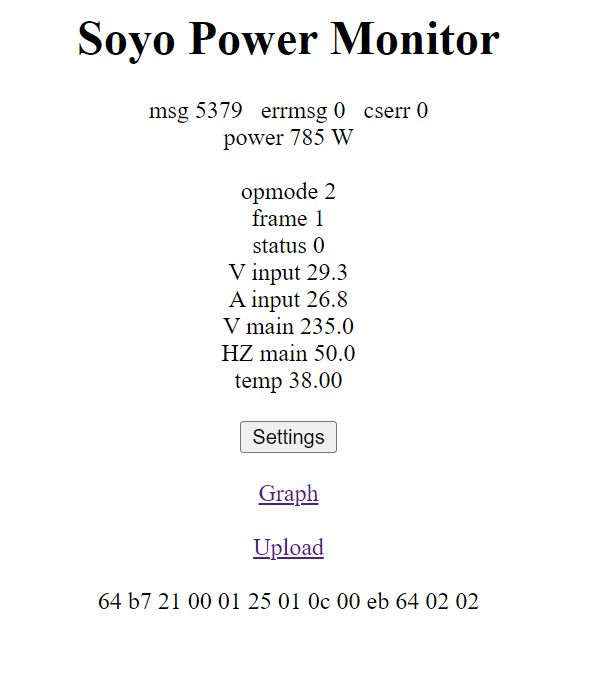 Soyo Power Monitor
msg 5379 errmsg 0 cserr 0
power 785 W
opmode 2
frame 1
status 0
V input 29.3
A input 26.8
V main 235.0
HZ main 50.0
temp 38.00
Settings
Graph
Upload
64 b7 21 00 01 25 01 0c 00 eb 64 02 02